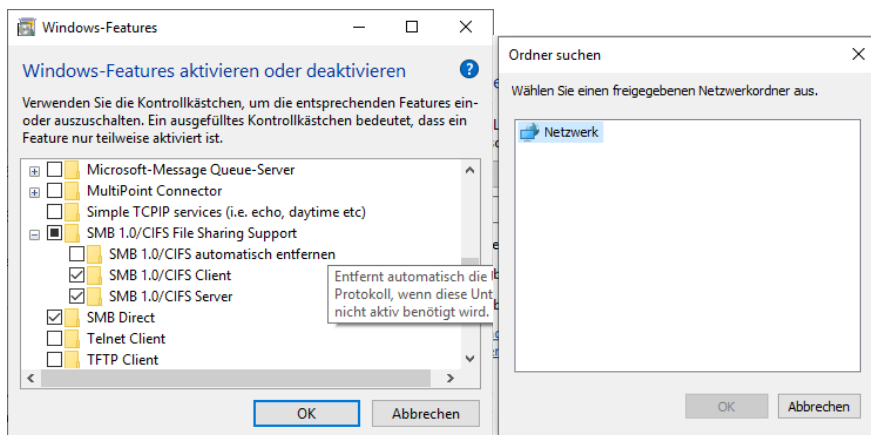 Windows-Features
Windows-Features aktivieren oder deaktivieren
Verwenden Sie die Kontrollkästchen, um die entsprechenden Features ein-
oder auszuschalten. Ein ausgefülltes Kontrollkästchen bedeutet, dass ein
Feature nur teilweise aktiviert ist.
Microsoft-Message Queue-Server
MultiPoint Connector
Simple TCPIP services (i.e. echo, daytime etc)
SMB 1.0/CIFS File Sharing Support
SMB 1.0/CIFS automatisch entfernen
SMB 1.0/CIFS Client
SMB 1.0/CIFS Server
SMB Direct
Telnet Client
TFTP Client
Entfernt automatisch die
Protokoll, wenn diese Unt
nicht aktiv benötigt wird.
OK
Abbrechen
Ordner suchen
Wählen Sie einen freigegebenen Netzwerkordner aus.
Netzwerk
OK
Abbrechen